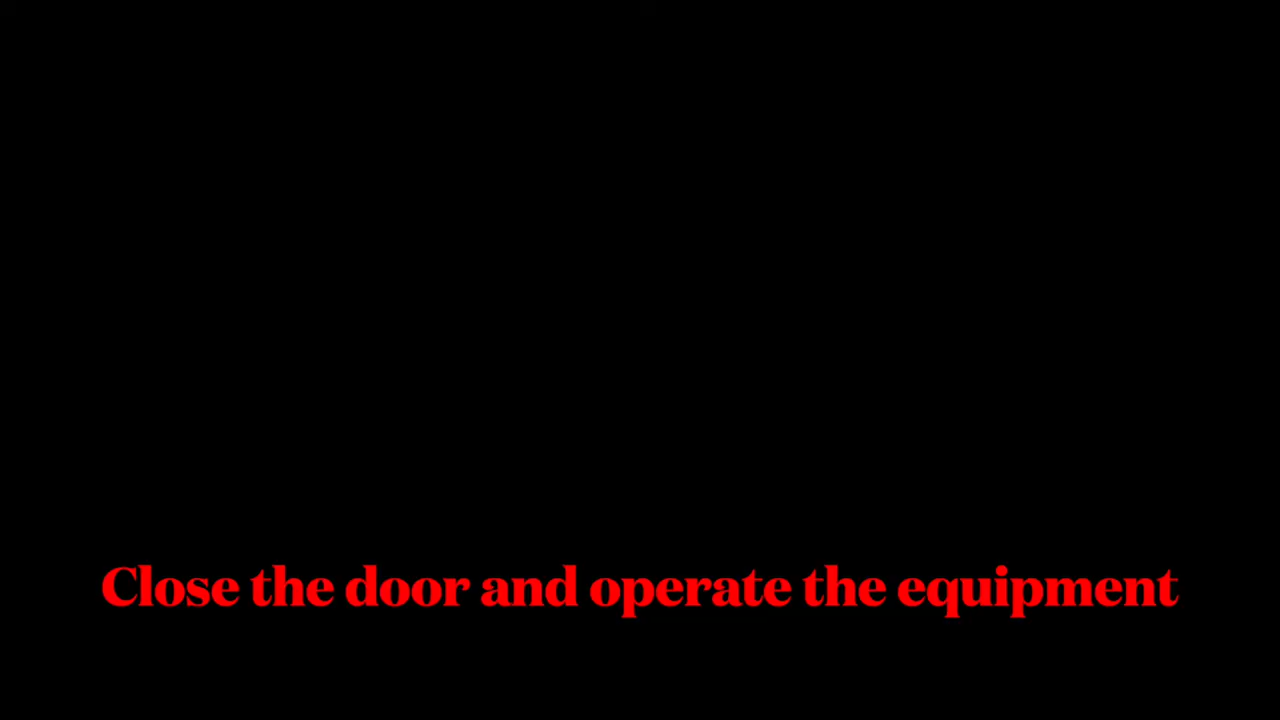 Close the door and operate the equipment